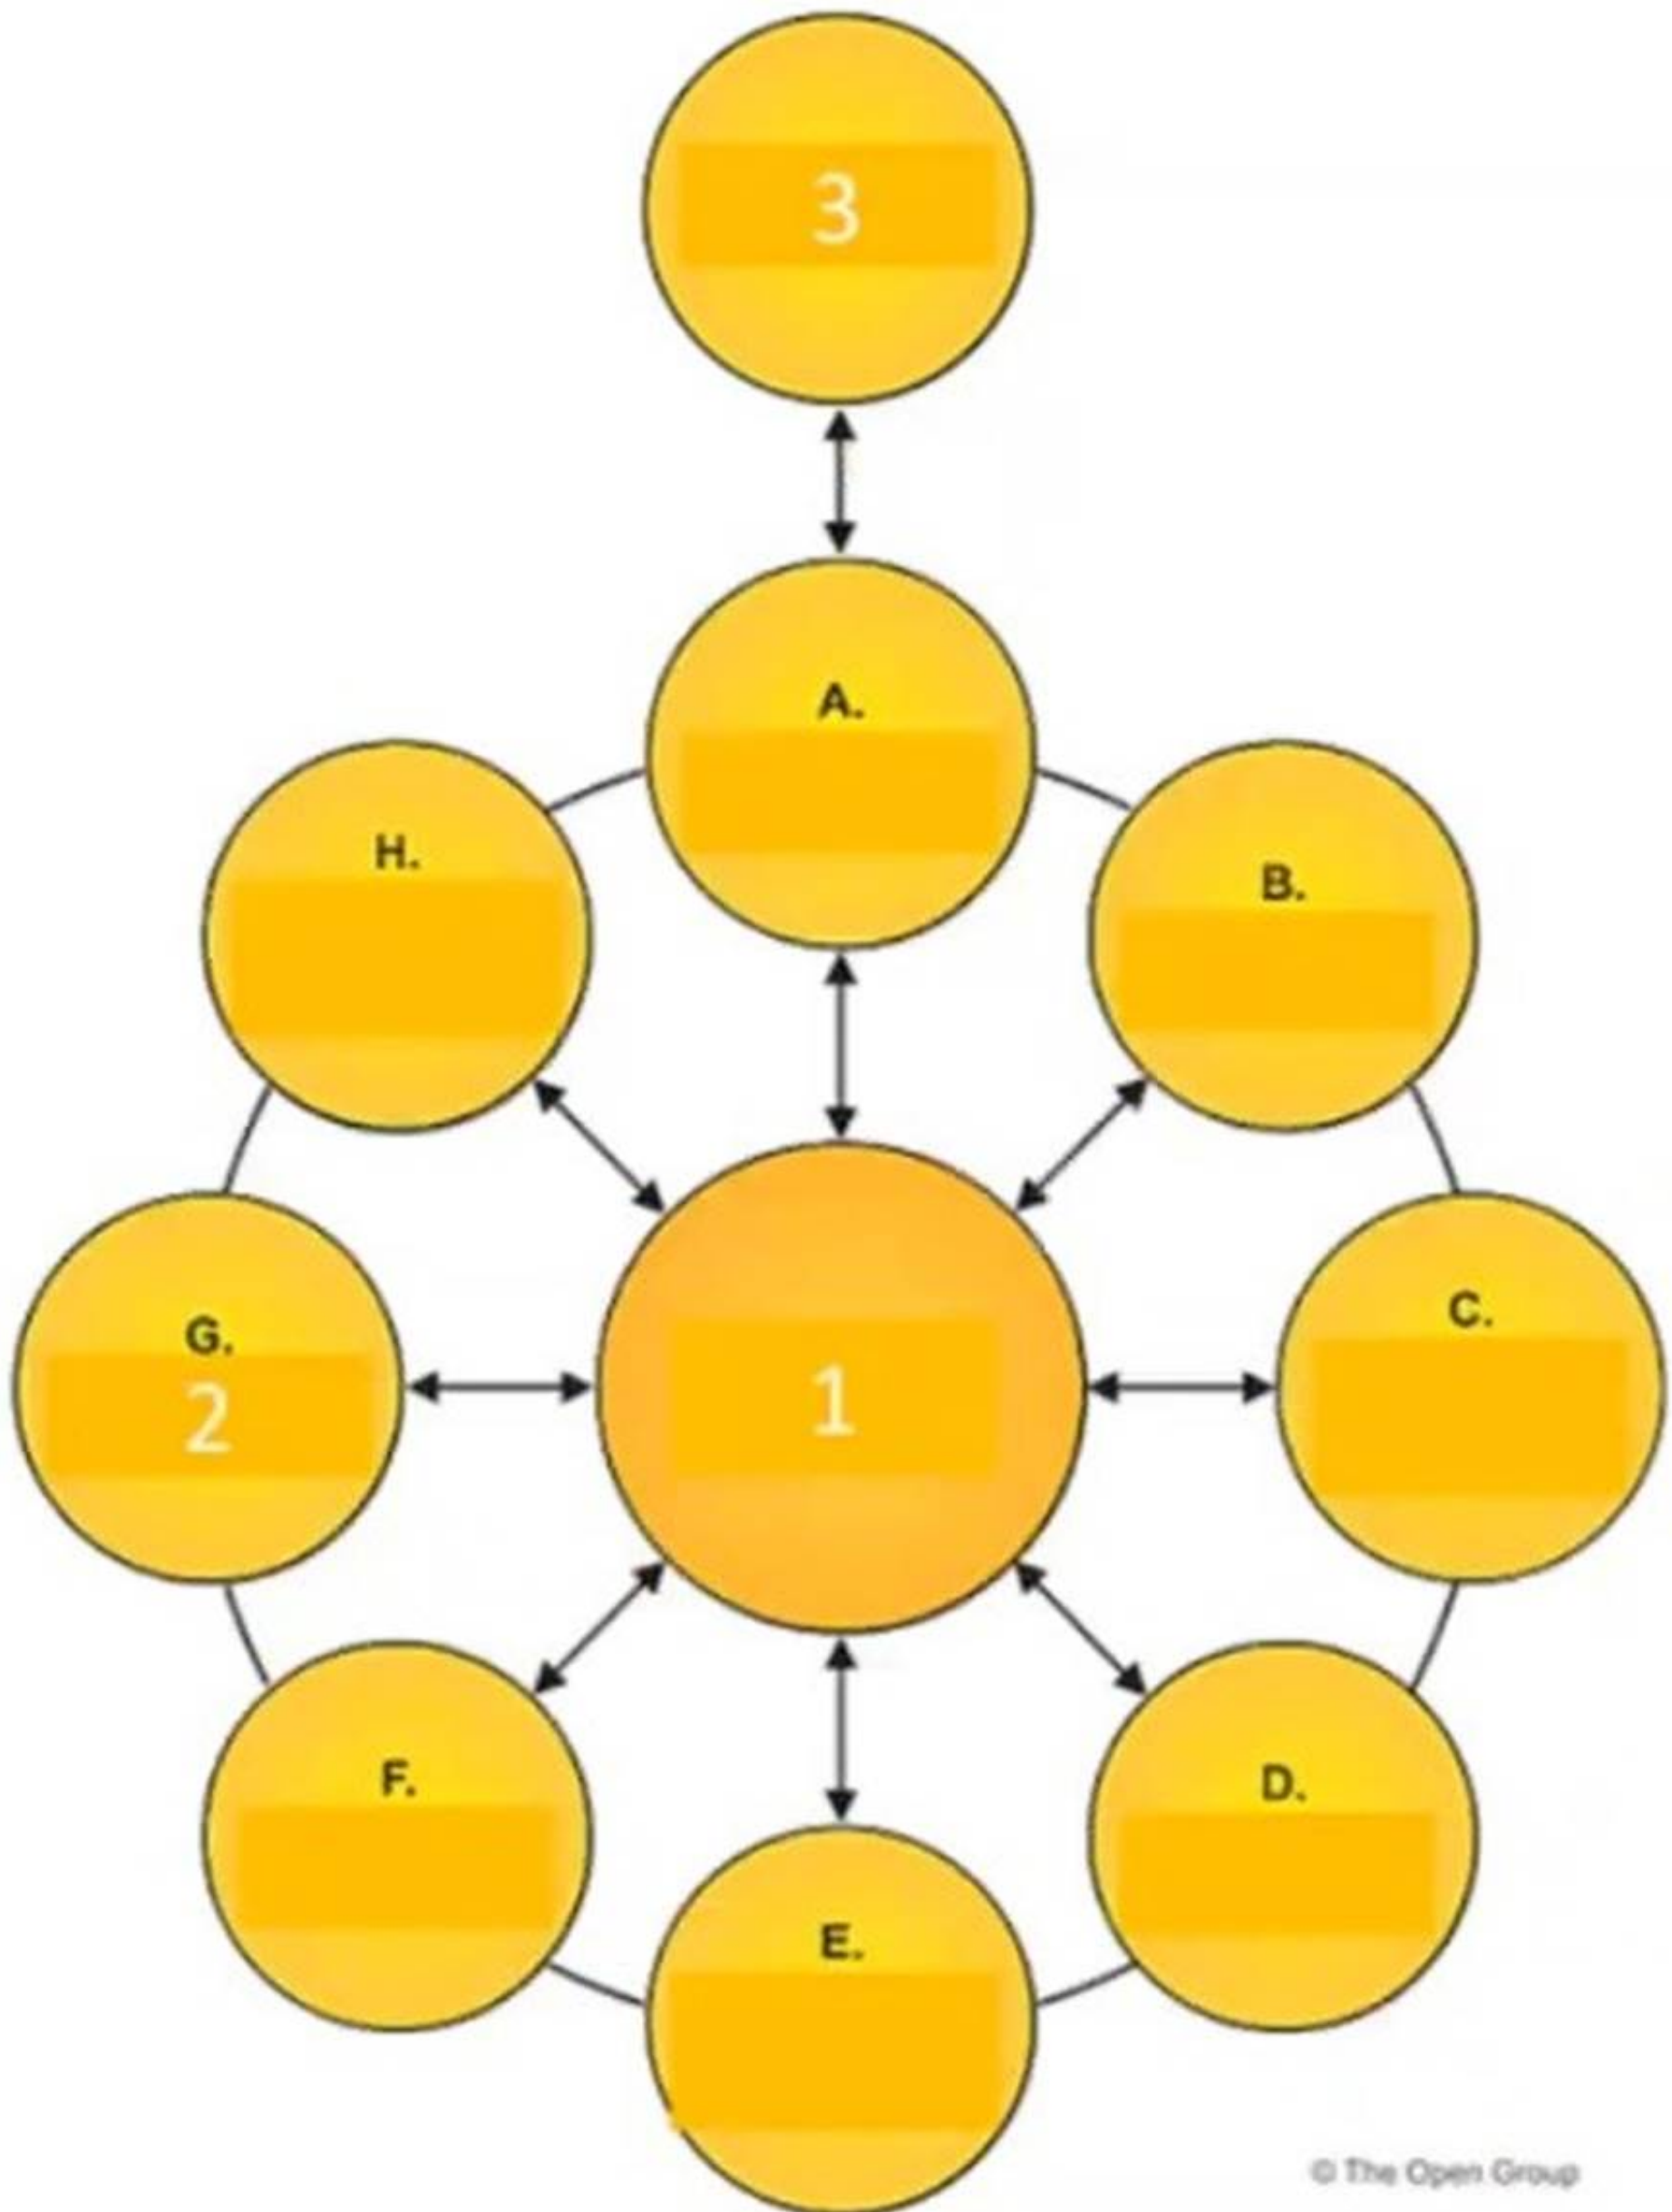 3
A.
H.
B.
G.
2
1
C.
F.
D.
E.
© The Open Group